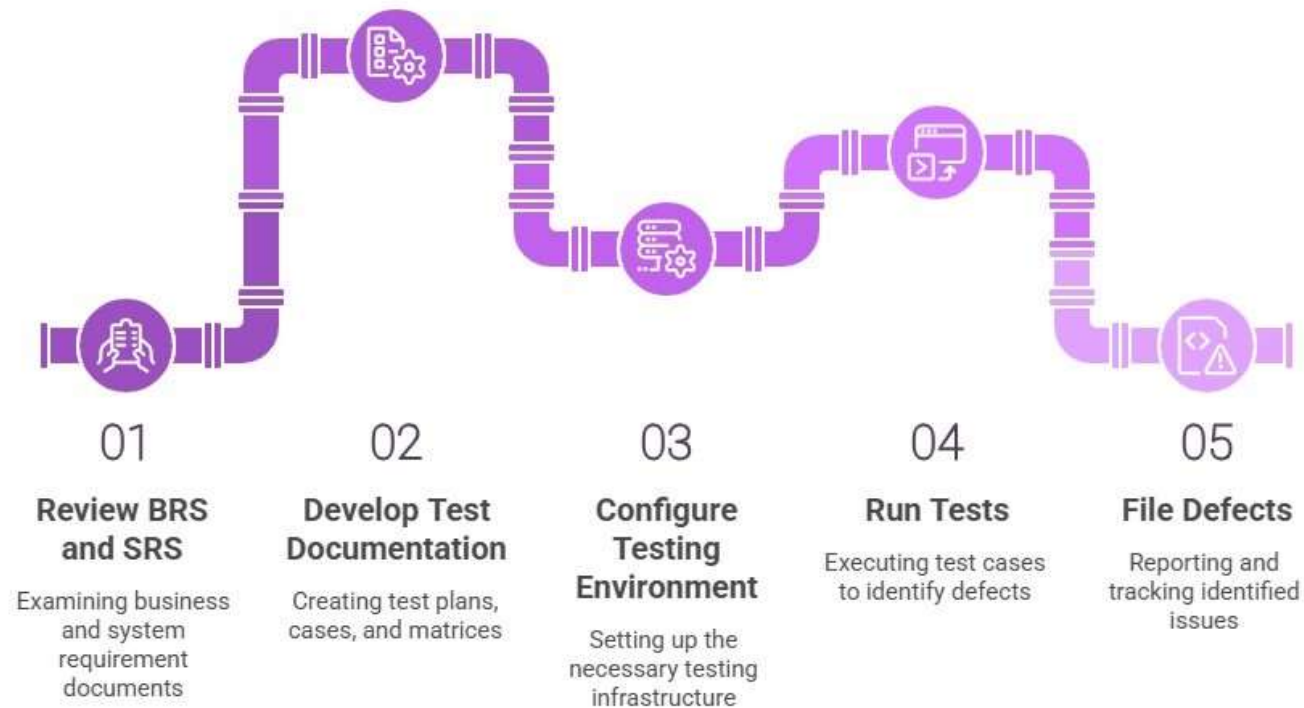 01
Review BRS
and SRS
Examining business
and system
requirement
documents
02
Develop Test
Documentation
Creating test plans,
cases, and matrices
03
Configure
Testing
Environment
Setting up the
necessary testing
infrastructure
04
Run Tests
Executing test cases
to identify defects
05
File Defects
Reporting and
tracking identified
issues